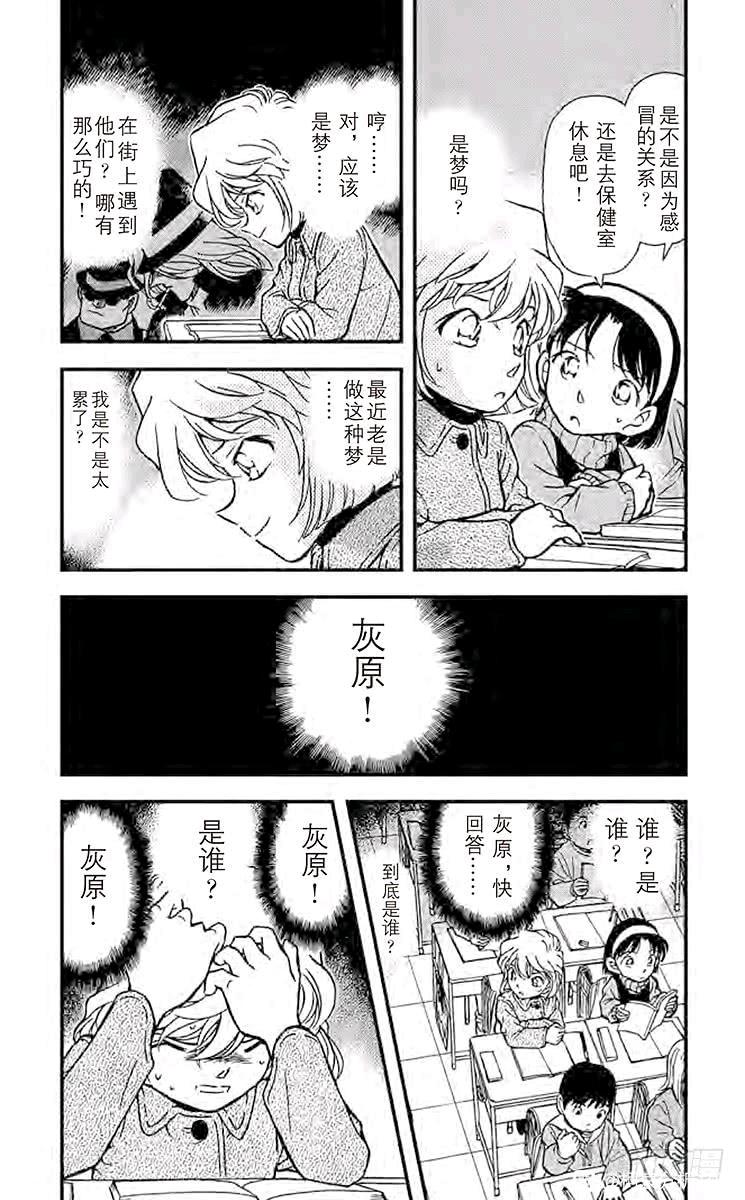 是不是因为感
冒的关系？
还是去保健室
休息吧！
是梦吗？
哼……
对，应该
是梦……
在街上遇到
他们？哪有
那么巧的！
最近老是
做这种梦
……
我是不是太
累了？
灰原！
谁？是
谁？
灰原，快
回答……
到底是谁？
灰原！
是谁？
灰原！